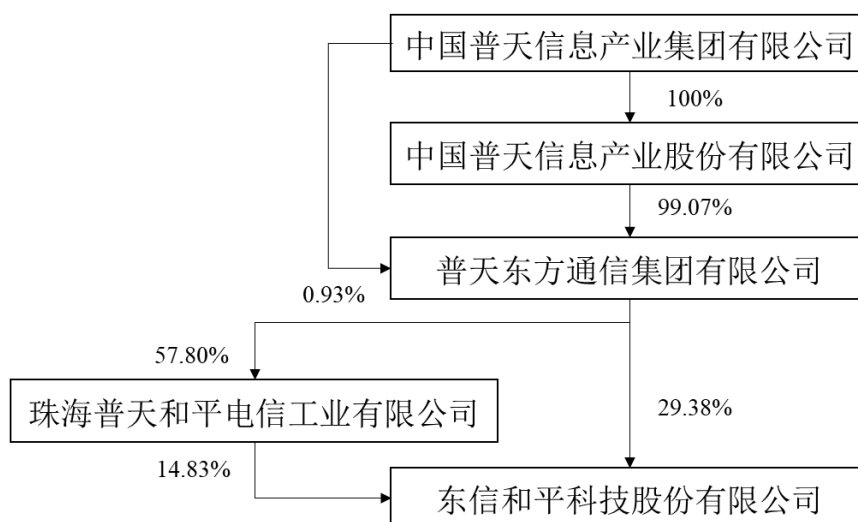 中国普天信息产业集团有限公司
100%
中国普天信息产业股份有限公司
99.07%
普天东方通信集团有限公司
0.93%
57.80%
珠海普天和平电信工业有限公司
29.38%
14.83%
东信和平科技股份有限公司